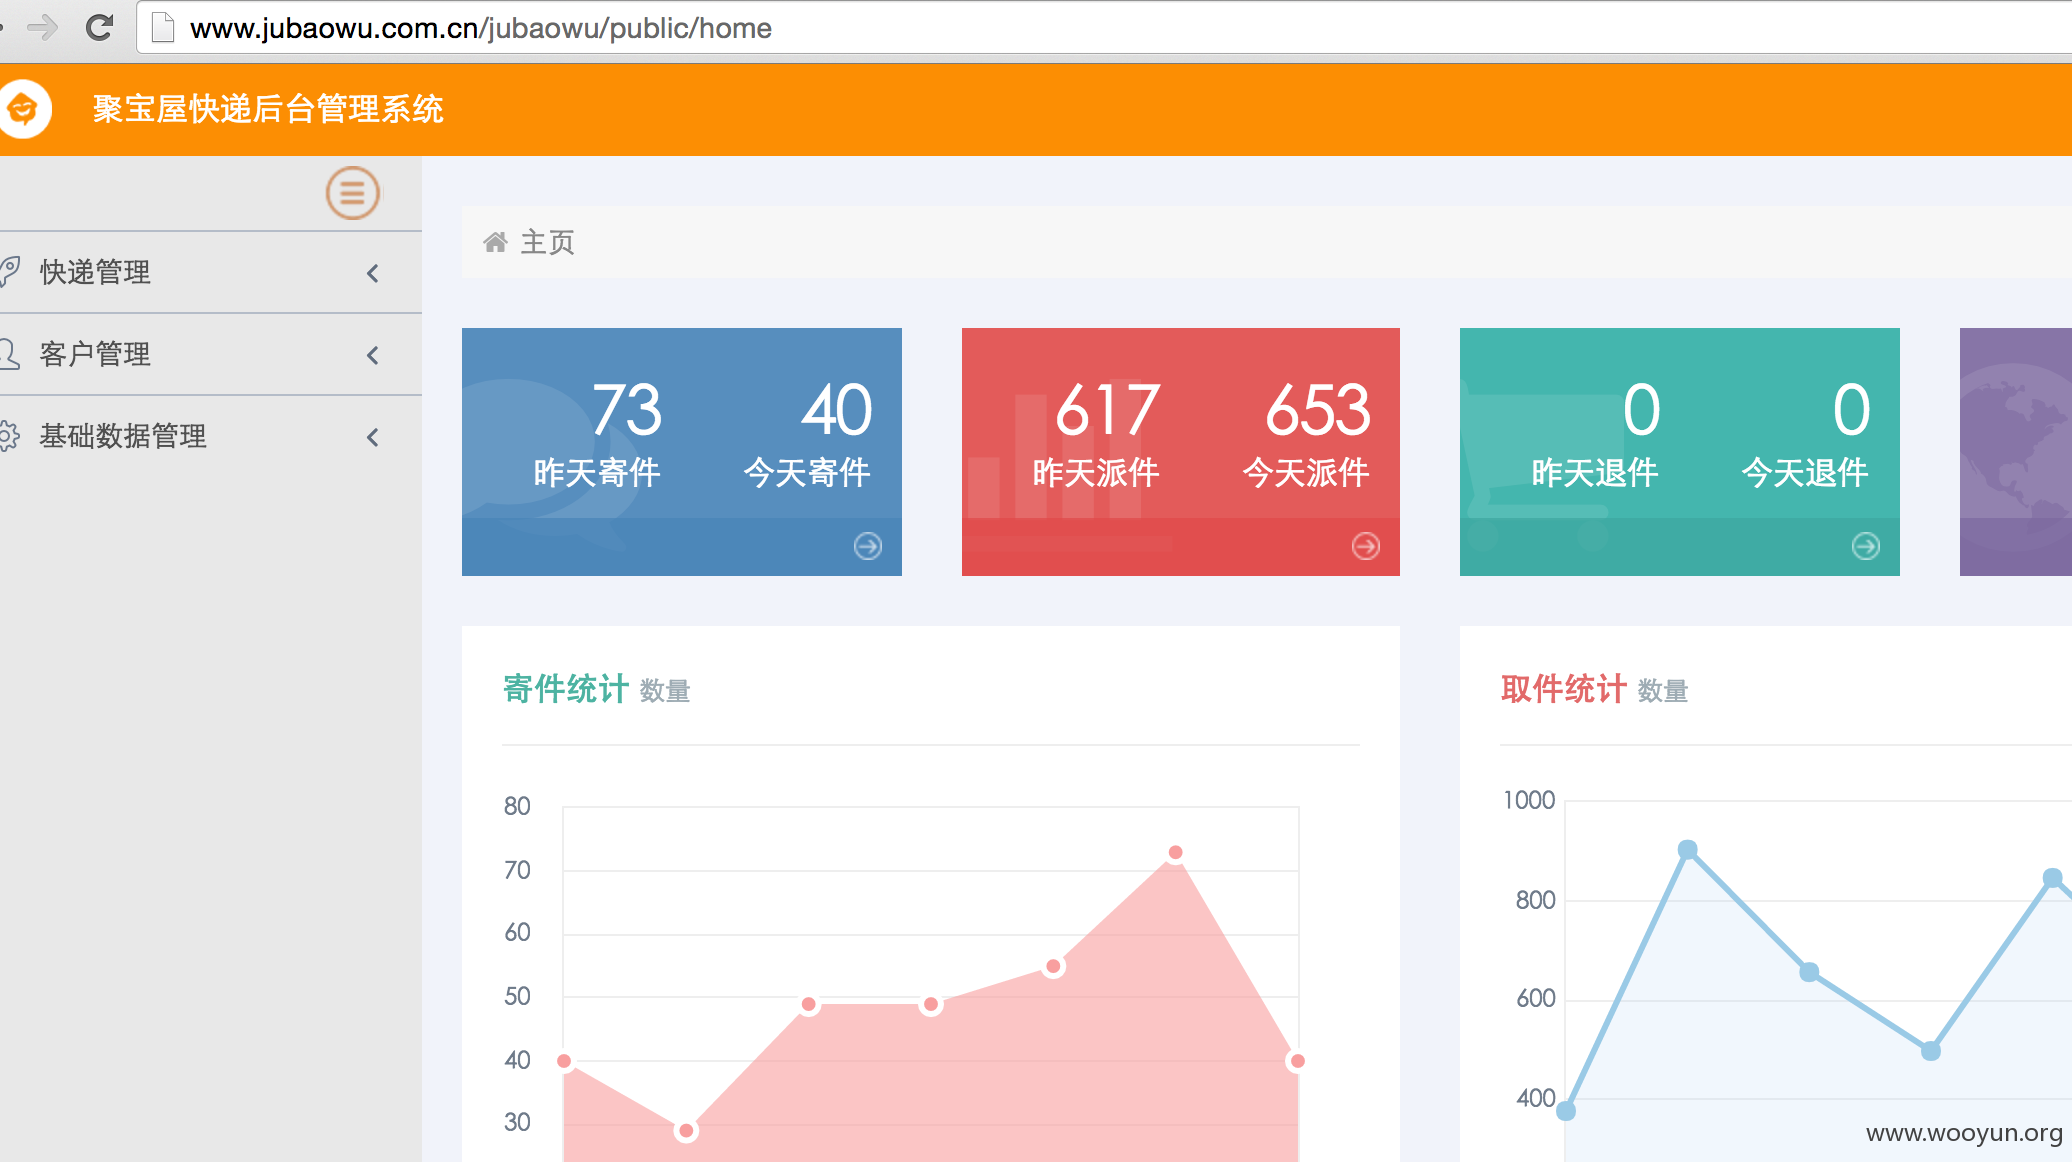 www.jubaowu.com.cn/jubaowu/public/home
聚宝屋快递后台管理系统
主页
快递管理
客户管理
基础数据管理
73 40
昨天寄件 今天寄件
617 653
昨天派件 今天派件
0 0
昨天退件 今天退件
寄件统计 数量
80
70
60
50
40
30
取件统计 数量
1000
800
600
400
www.wooyun.org